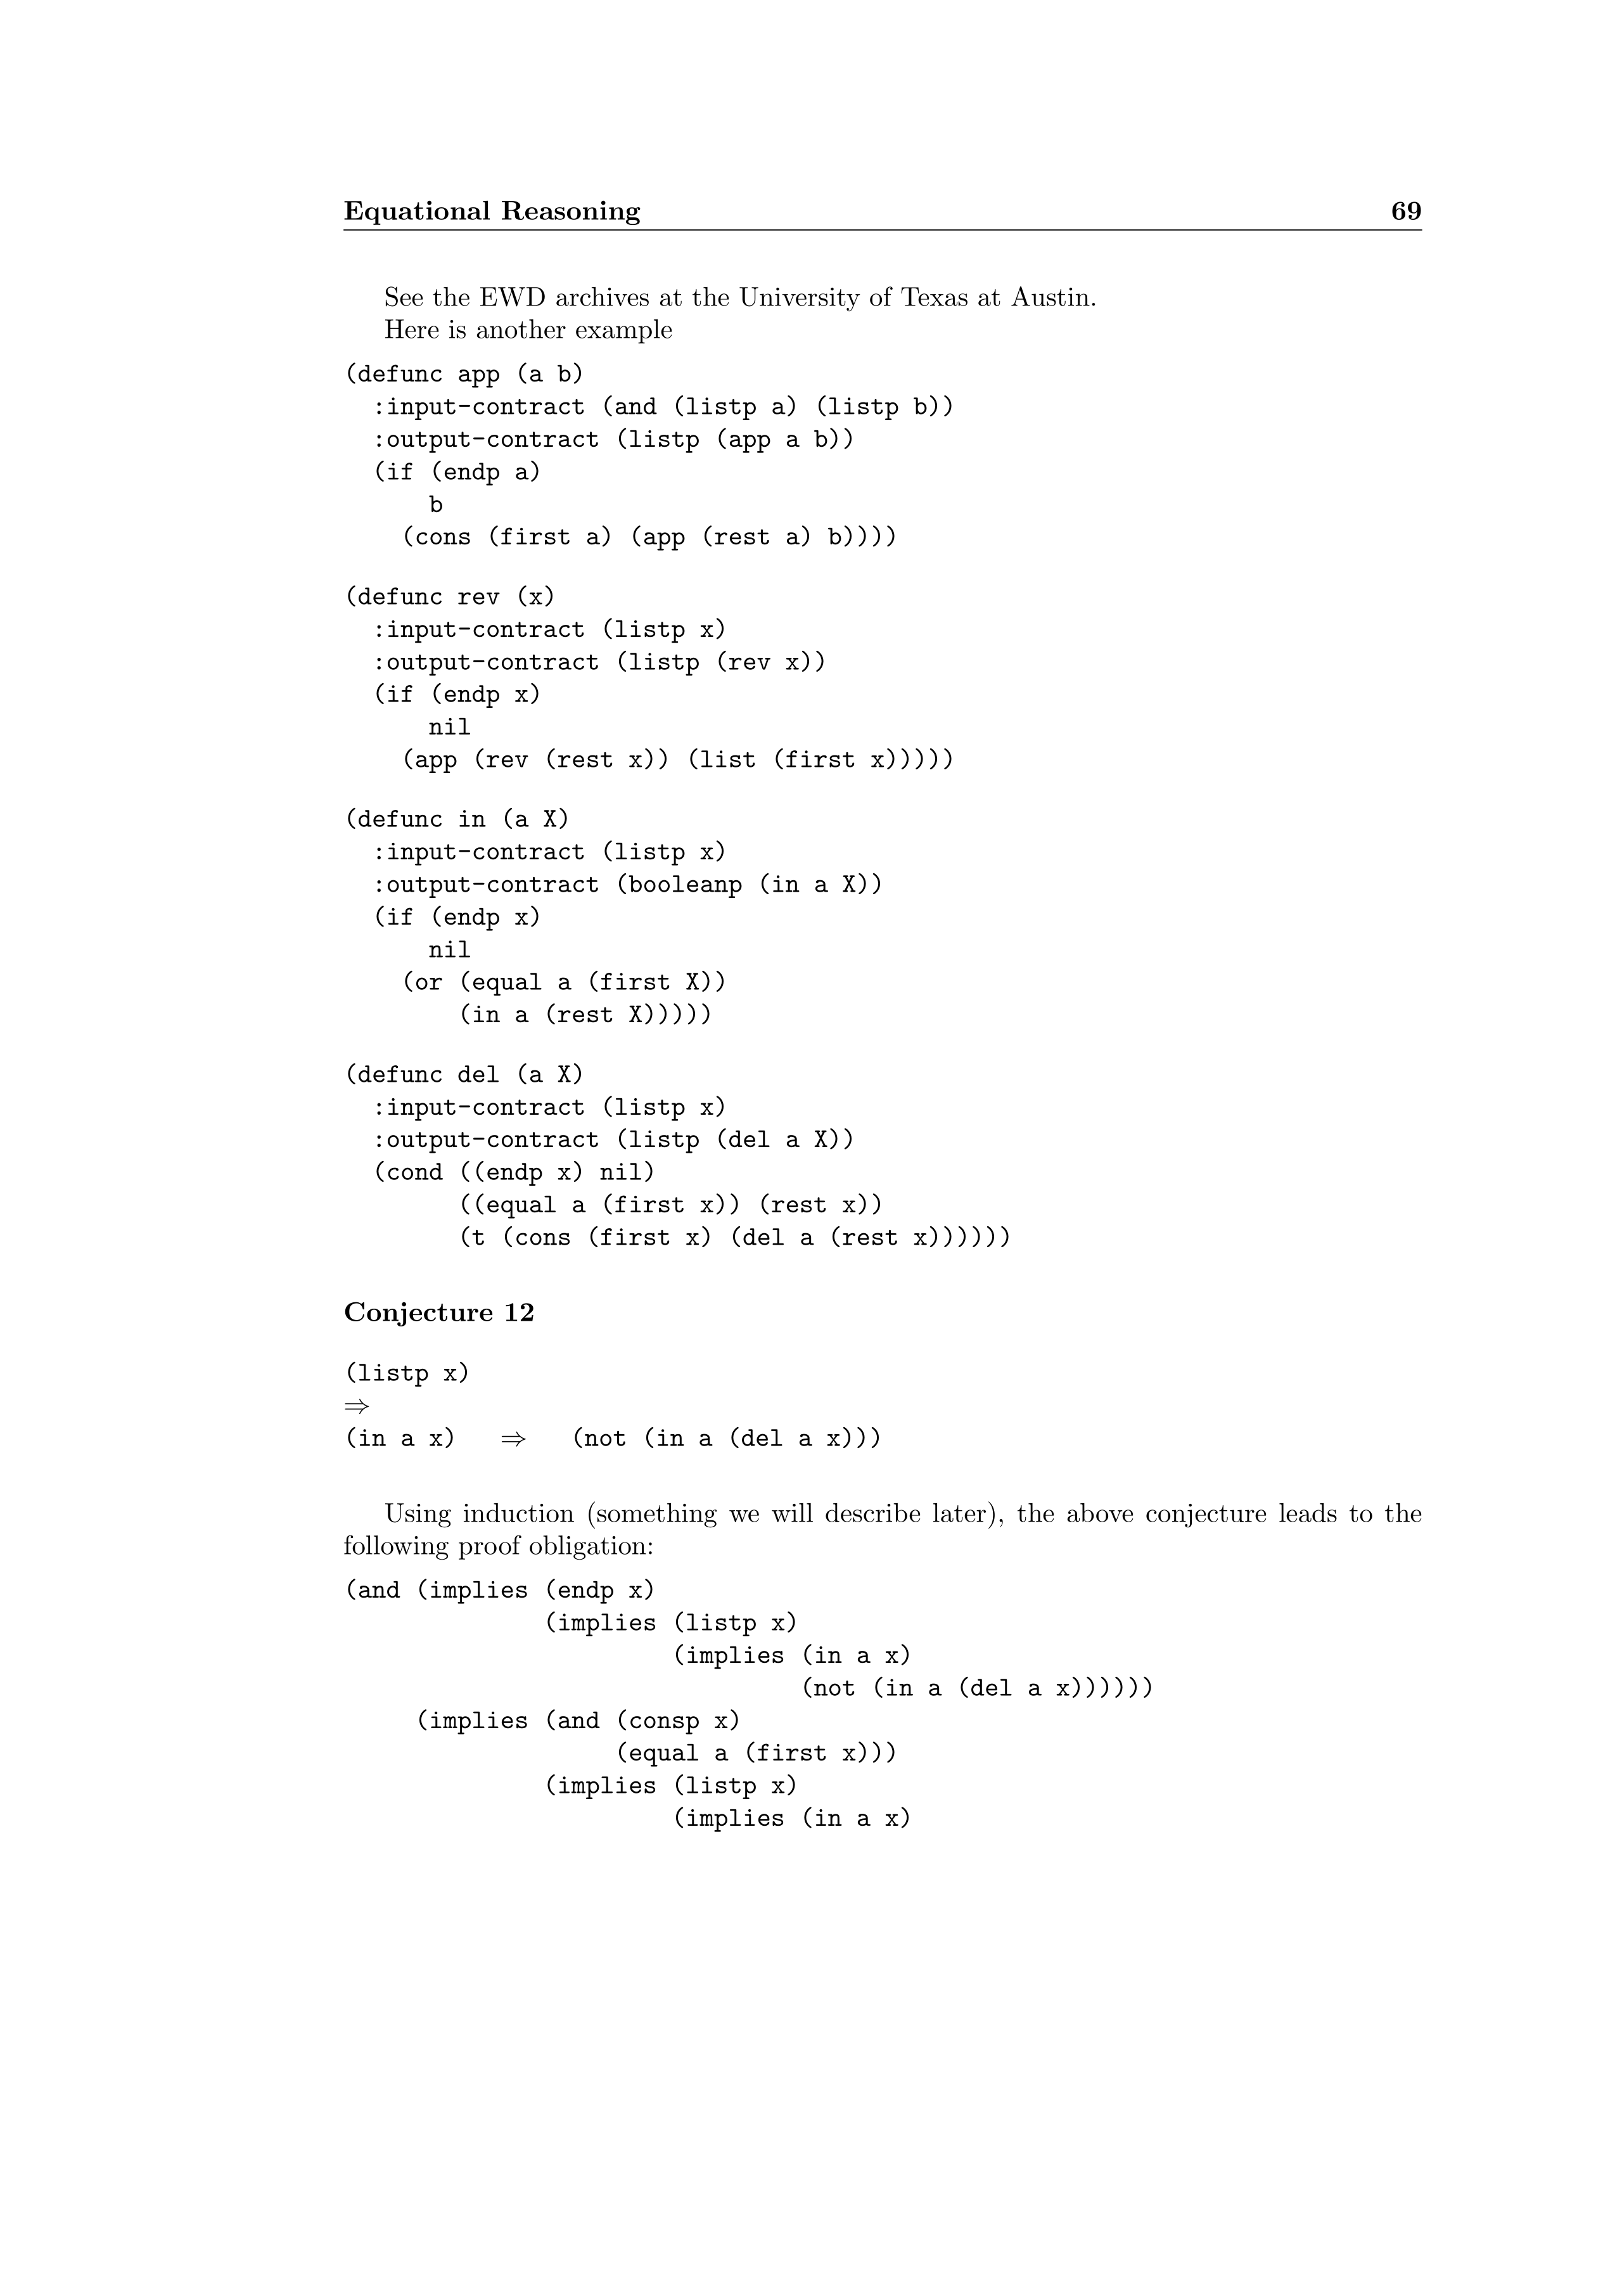 Equational Reasoning 69
See the EWD archives at the University of Texas at Austin.
Here is another example
(defunc app (a b)
  :input-contract (and (listp a) (listp b))
  :output-contract (listp (app a b))
  (if (endp a)
      b
    (cons (first a) (app (rest a) b))))
(defunc rev (x)
  :input-contract (listp x)
  :output-contract (listp (rev x))
  (if (endp x)
      nil
    (app (rev (rest x)) (list (first x)))))
(defunc in (a X)
  :input-contract (listp x)
  :output-contract (booleanp (in a X))
  (if (endp x)
      nil
    (or (equal a (first X))
        (in a (rest X)))))
(defunc del (a X)
  :input-contract (listp x)
  :output-contract (listp (del a X))
  (cond ((endp x) nil)
        ((equal a (first x)) (rest x))
        (t (cons (first x) (del a (rest x))))))
Conjecture 12
(listp x)
⇒
(in a x) ⇒ (not (in a (del a x)))
Using induction (something we will describe later), the above conjecture leads to the
following proof obligation:
(and (implies (endp x)
              (implies (listp x)
                       (implies (in a x)
                                (not (in a (del a x))))))
     (implies (and (consp x)
                   (equal a (first x)))
              (implies (listp x)
                       (implies (in a x)